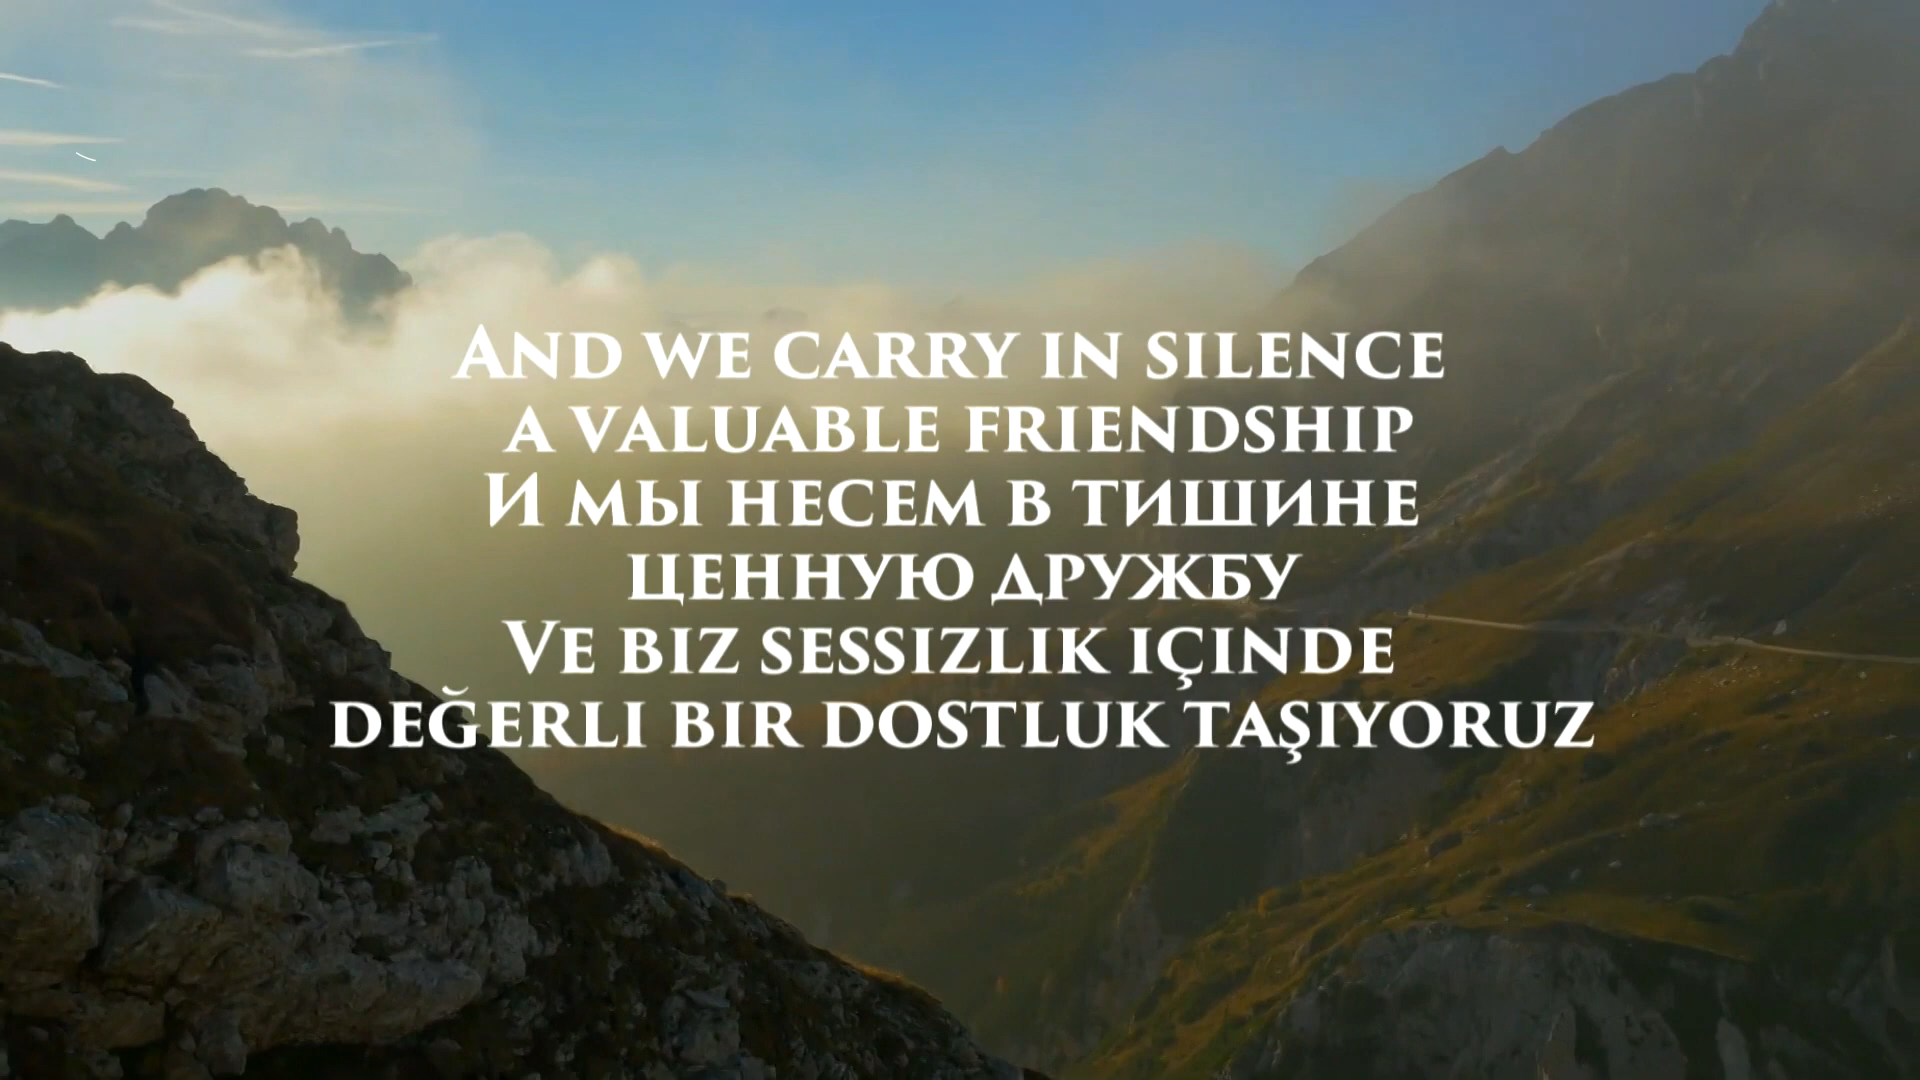 And we carry in silence
a valuable friendship
И мы несем в тишине
ценную дружбу
Ve biz sessizlik içinde
değerli bir dostluk taşıyoruz